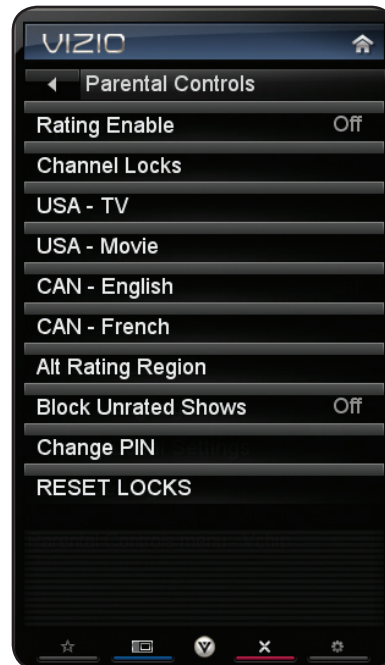 VIZIO
Parental Controls
Rating Enable Off
Channel Locks
USA - TV
USA - Movie
CAN - English
CAN - French
Alt Rating Region
Block Unrated Shows Off
Change PIN
RESET LOCKS